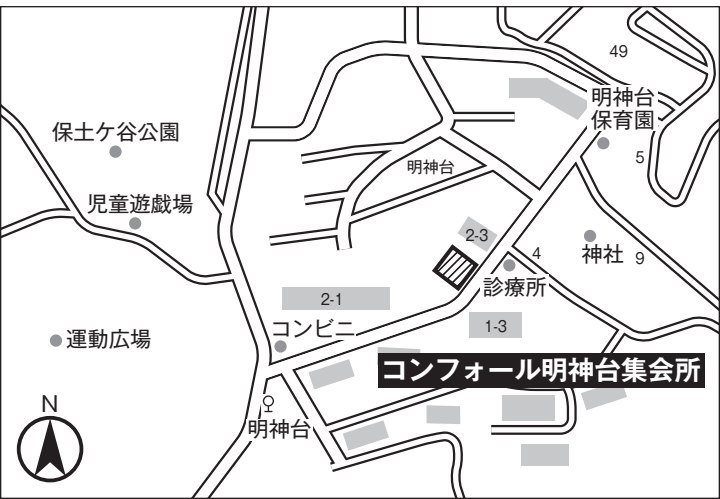 49
明神台
保育園
保土ケ谷公園
明神台
5
児童遊戯場
2-3
4
神社
9
診療所
2-1
コンビニ
1-3
運動広場
コンフォール明神台集会所
N
明神台